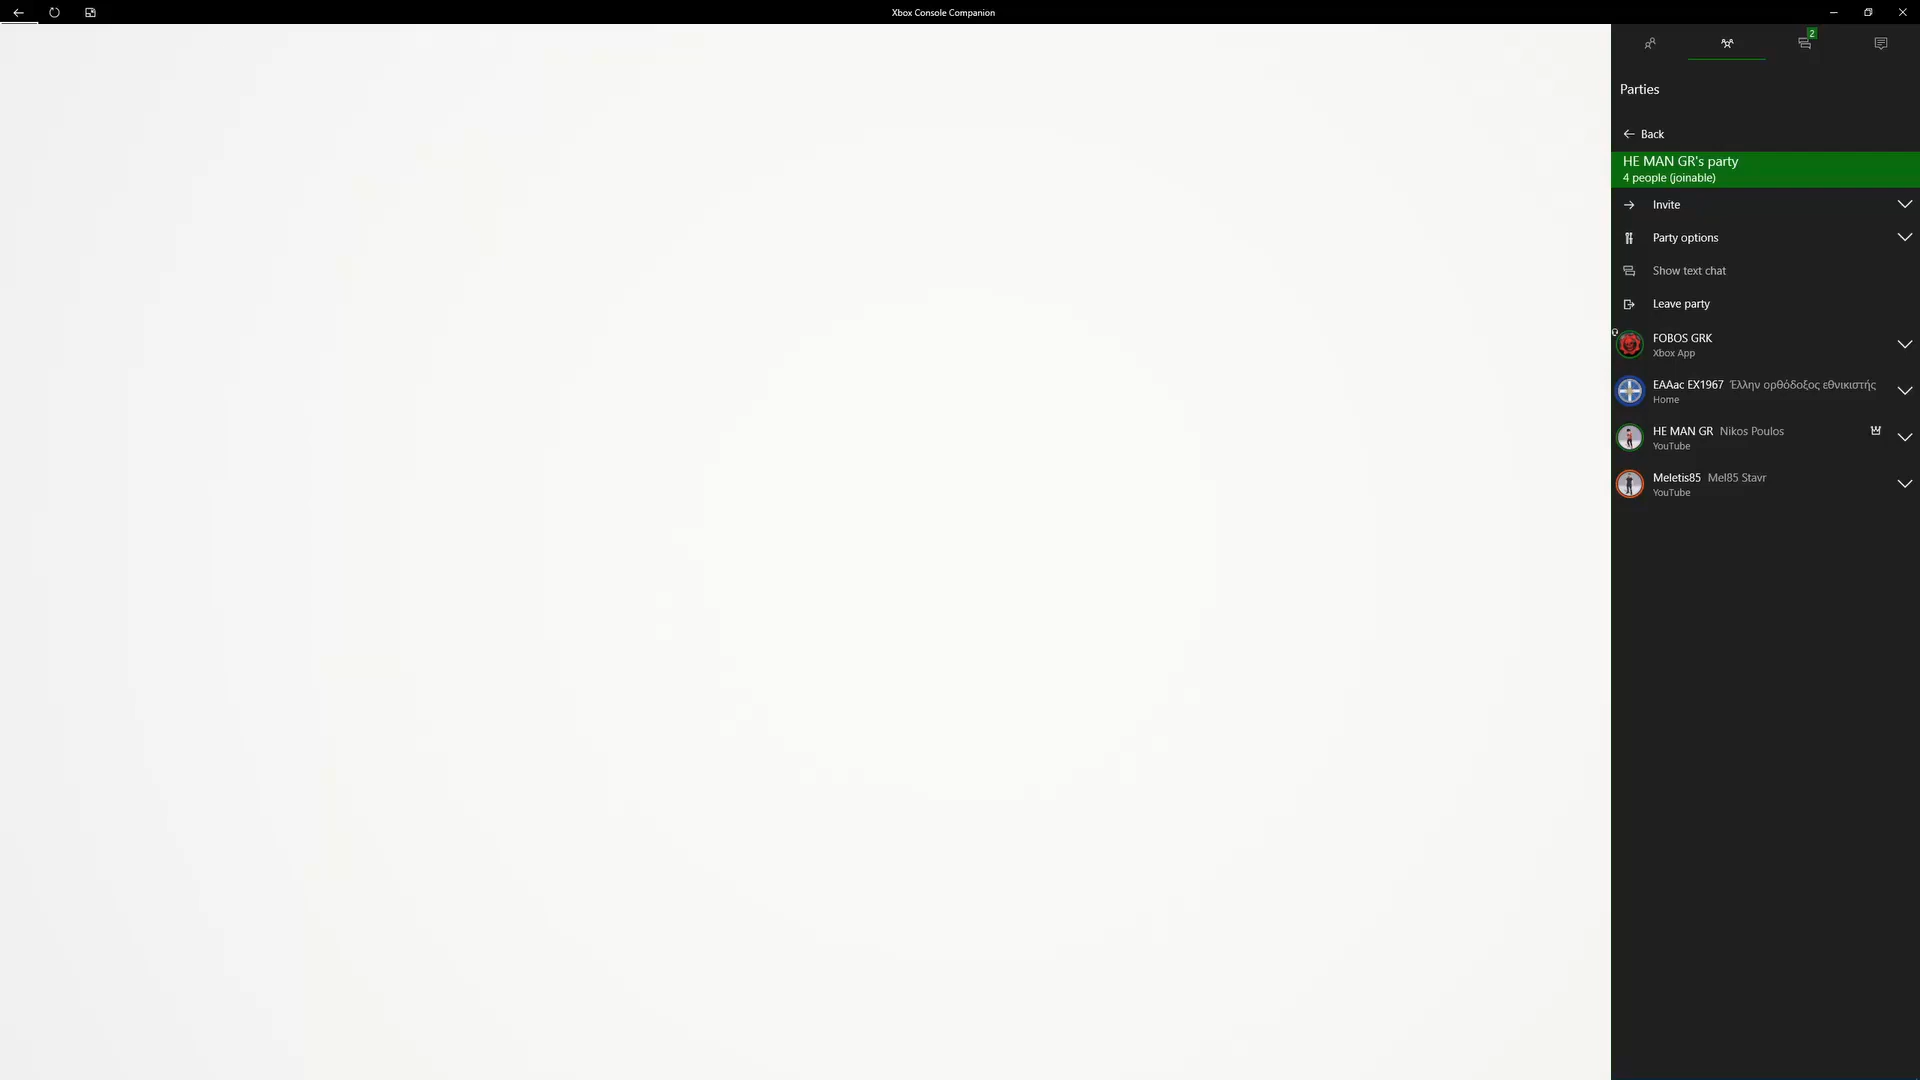 Xbox Console Companion
2
Parties
Back
HE MAN GR's party
4 people (joinable)
Invite
Party options
Show text chat
Leave party
FOBOS GRK
Xbox App
EAAac EX1967 Έλλην ορθόδοξος εθνικιστής
Home
HE MAN GR Nikos Poulos
YouTube
Meletis85 Mel85 Stavr
YouTube